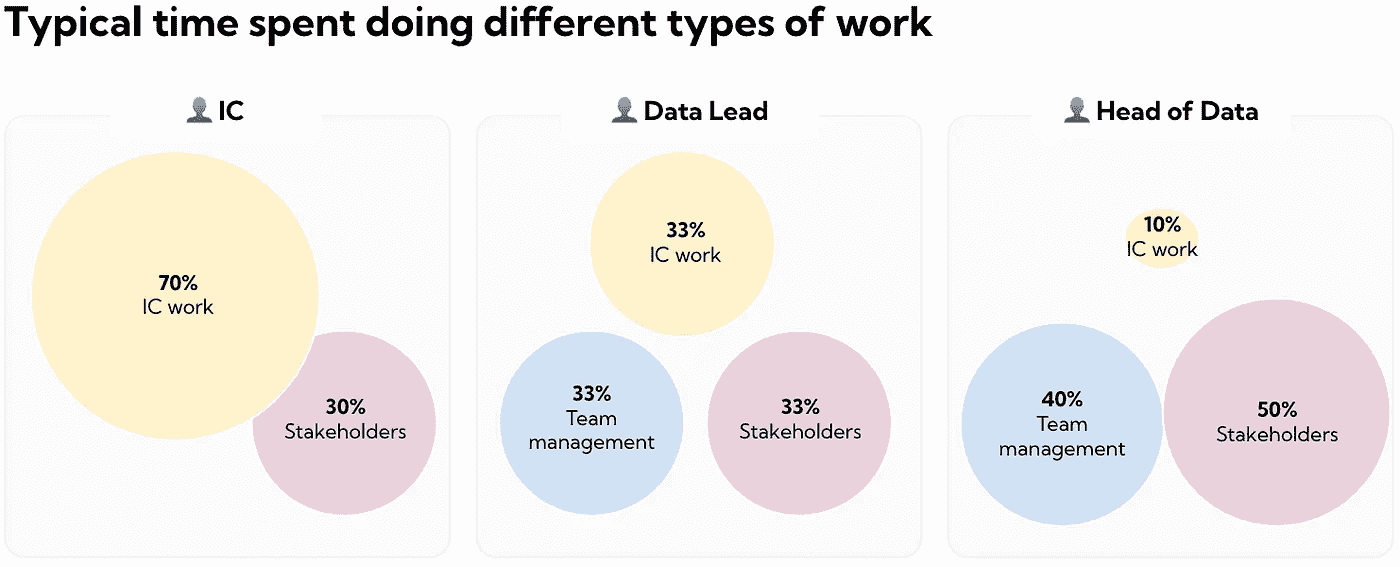 Typical time spent doing different types of work
IC
70%
IC work
30%
Stakeholders
Data Lead
33%
IC work
33%
Team
management
33%
Stakeholders
Head of Data
10%
IC work
40%
Team
management
50%
Stakeholders